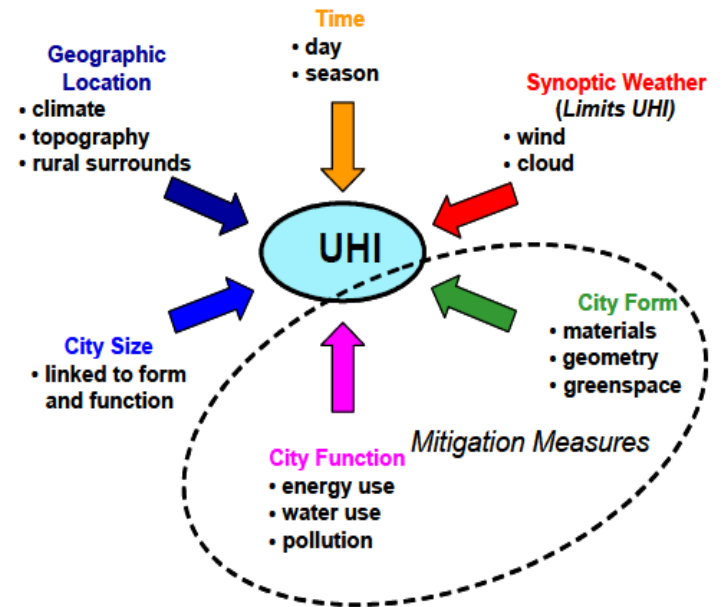 Time
• day
• season
Geographic
Location
• climate
• topography
• rural surrounds
Synoptic Weather
(Limits UHI)
• wind
• cloud
UHI
City Size
• linked to form
and function
City Form
• materials
• geometry
• greenspace
Mitigation Measures
City Function
• energy use
• water use
• pollution